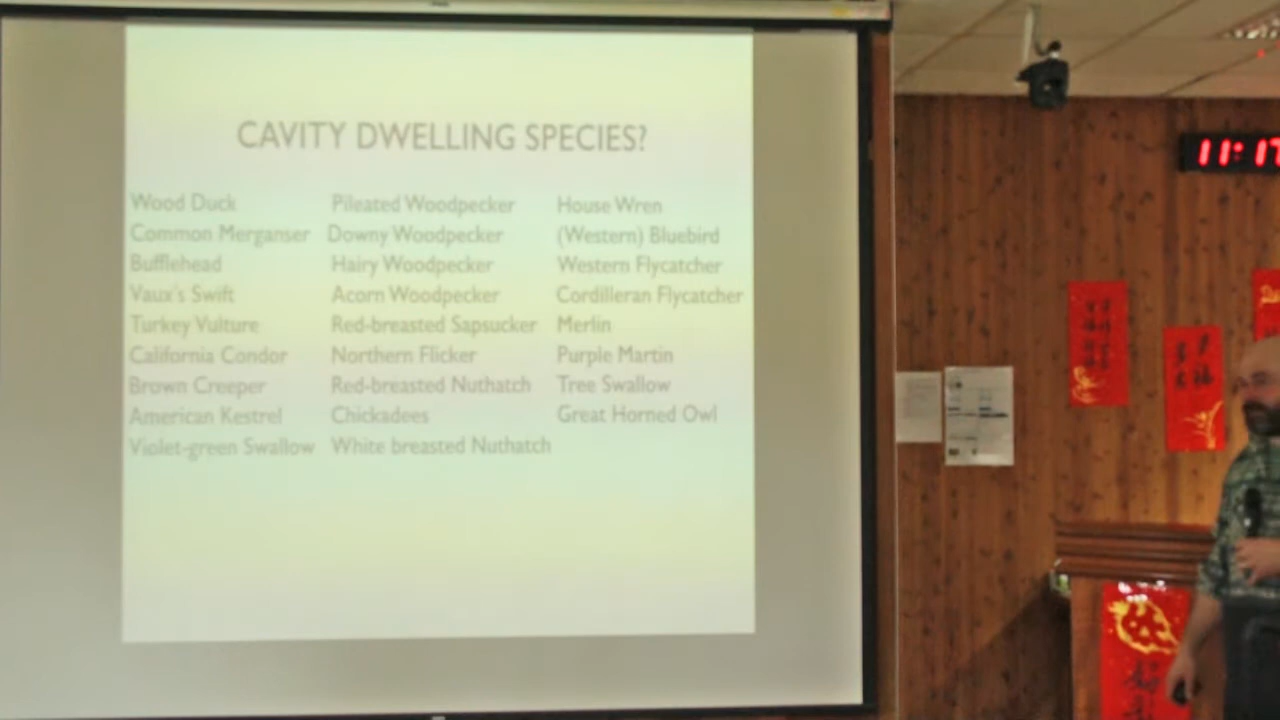 CAVITY DWELLING SPECIES?
Wood Duck
Common Merganser
Bufflehead
Vaux's Swift
Turkey Vulture
California Condor
Brown Creeper
American Kestrel
Violet-green Swallow
Pileated Woodpecker
Downy Woodpecker
Hairy Woodpecker
Acorn Woodpecker
Red-breasted Sapsucker
Northern Flicker
Red-breasted Nuthatch
Chickadees
White breasted Nuthatch
House Wren
(Western) Bluebird
Western Flycatcher
Cordilleran Flycatcher
Merlin
Purple Martin
Tree Swallow
Great Horned Owl
11:17